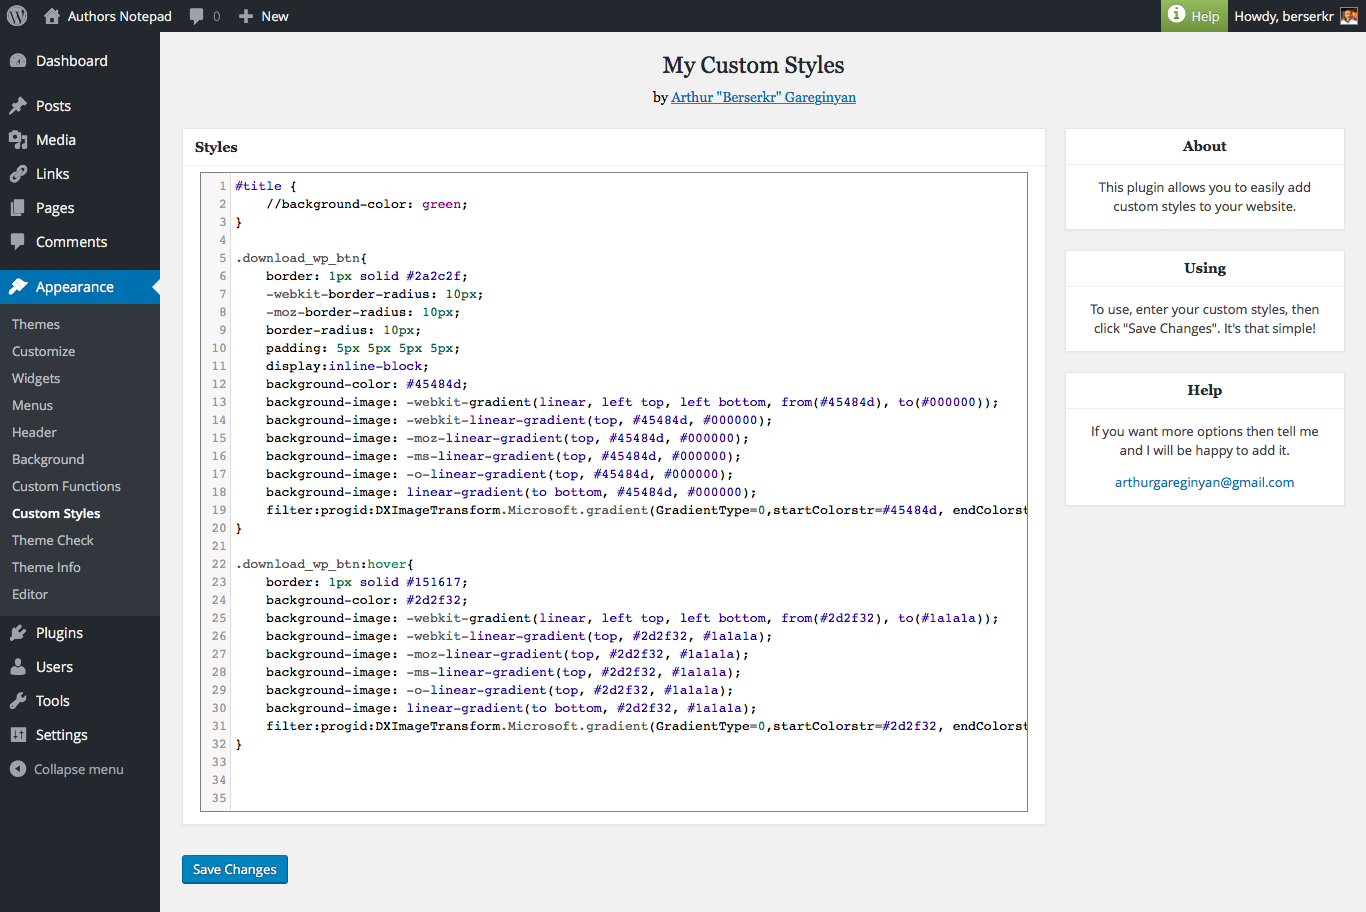 Authors Notepad 0 New Help Howdy, berserkr
Dashboard
Posts
Media
Links
Pages
Comments
Appearance
Themes
Customize
Widgets
Menus
Header
Background
Custom Functions
Custom Styles
Theme Check
Theme Info
Editor
Plugins
Users
Tools
Settings
Collapse menu
My Custom Styles
by Arthur "Berserkr" Gareginyan
Styles
1 #title {
2 //background-color: green;
3 }
4
5 .download_wp_btn{
6 border: 1px solid #2a2c2f;
7 -webkit-border-radius: 10px;
8 -moz-border-radius: 10px;
9 border-radius: 10px;
10 padding: 5px 5px 5px 5px;
11 display:inline-block;
12 background-color: #45484d;
13 background-image: -webkit-gradient(linear, left top, left bottom, from(#45484d), to(#000000));
14 background-image: -webkit-linear-gradient(top, #45484d, #000000);
15 background-image: -moz-linear-gradient(top, #45484d, #000000);
16 background-image: -ms-linear-gradient(top, #45484d, #000000);
17 background-image: -o-linear-gradient(top, #45484d, #000000);
18 background-image: linear-gradient(to bottom, #45484d, #000000);
19 filter:progid:DXImageTransform.Microsoft.gradient(GradientType=0,startColorstr=#45484d, endColorst
20 }
21
22 .download_wp_btn:hover{
23 border: 1px solid #151617;
24 background-color: #2d2f32;
25 background-image: -webkit-gradient(linear, left top, left bottom, from(#2d2f32), to(#1a1a1a));
26 background-image: -webkit-linear-gradient(top, #2d2f32, #1a1a1a);
27 background-image: -moz-linear-gradient(top, #2d2f32, #1a1a1a);
28 background-image: -ms-linear-gradient(top, #2d2f32, #1a1a1a);
29 background-image: -o-linear-gradient(top, #2d2f32, #1a1a1a);
30 background-image: linear-gradient(to bottom, #2d2f32, #1a1a1a);
31 filter:progid:DXImageTransform.Microsoft.gradient(GradientType=0,startColorstr=#2d2f32, endColorst
32 }
33
34
35
Save Changes
About
This plugin allows you to easily add
custom styles to your website.
Using
To use, enter your custom styles, then
click "Save Changes". It's that simple!
Help
If you want more options then tell me
and I will be happy to add it.
arthurgareginyan@gmail.com